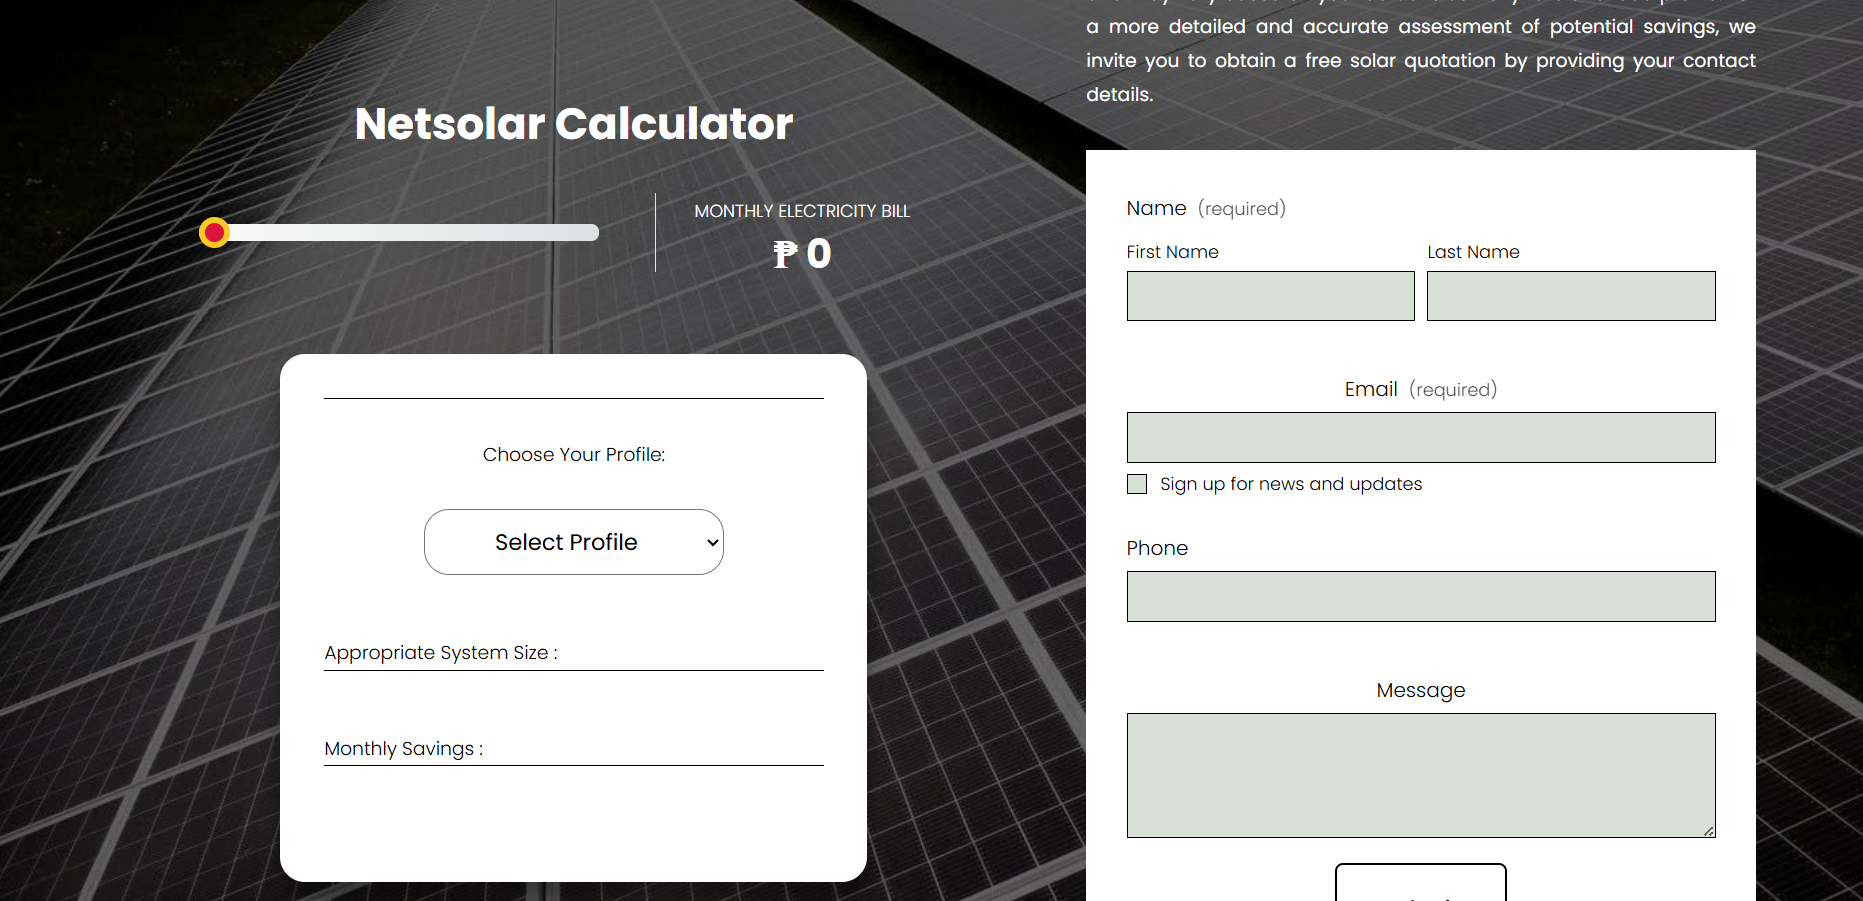 Netsolar Calculator
MONTHLY ELECTRICITY BILL
₱ 0
Choose Your Profile:
Select Profile
Appropriate System Size :
Monthly Savings :
a more detailed and accurate assessment of potential savings, we
invite you to obtain a free solar quotation by providing your contact
details.
Name (required)
First Name
Last Name
Email (required)
Sign up for news and updates
Phone
Message